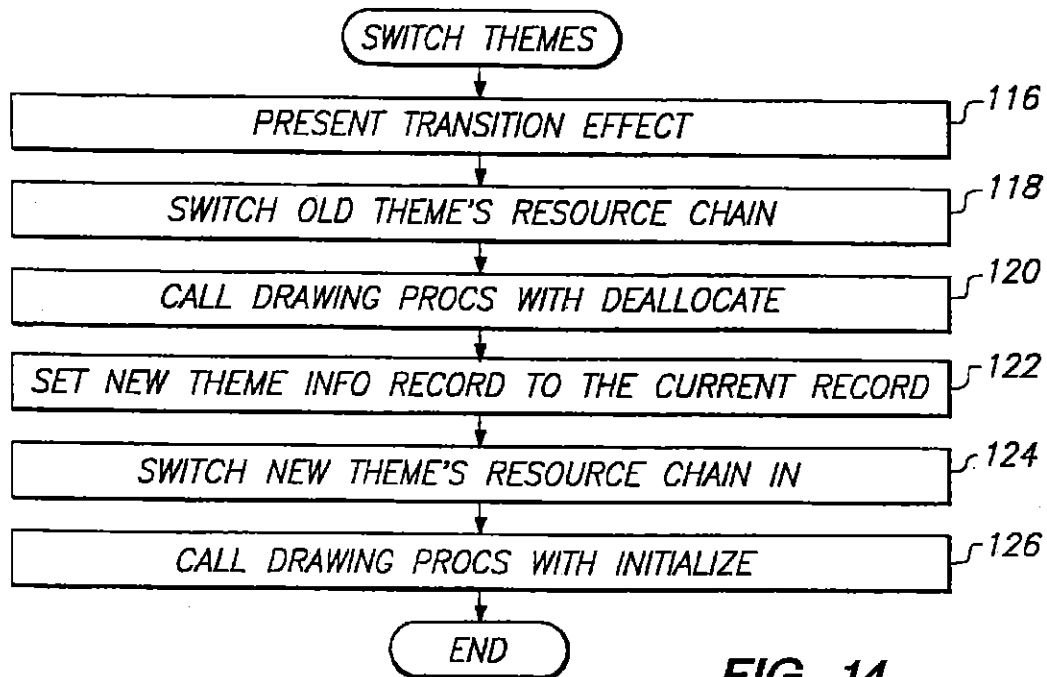 SWITCH THEMES
PRESENT TRANSITION EFFECT
116
SWITCH OLD THEME'S RESOURCE CHAIN
118
CALL DRAWING PROCS WITH DEALLOCATE
120
SET NEW THEME INFO RECORD TO THE CURRENT RECORD
122
SWITCH NEW THEME'S RESOURCE CHAIN IN
124
CALL DRAWING PROCS WITH INITIALIZE
126
END
FIG. 14